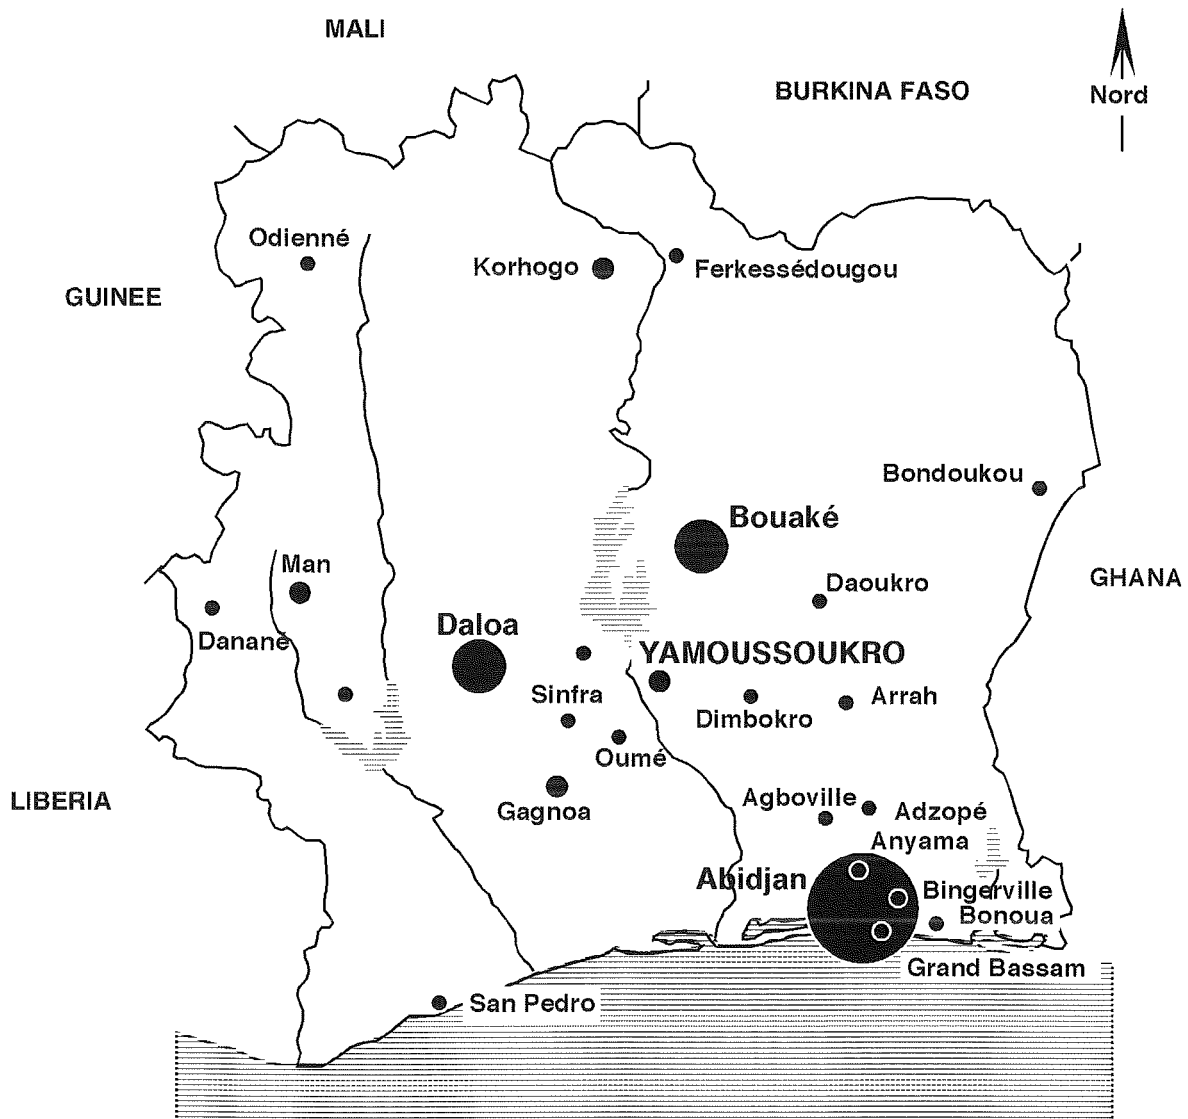 MALI
BURKINA FASO
Nord
Odienné
Korhogo
Ferkessédougou
GUINEE
Bondoukou
Bouaké
Man
GHANA
Daoukro
Danané
Daloa
YAMOUSSOUKRO
Sinfra
Arrah
Dimbokro
Oumé
LIBERIA
Gagnoa
Agboville
Adzopé
Anyama
Abidjan
Bingerville
Bonoua
Grand Bassam
San Pedro